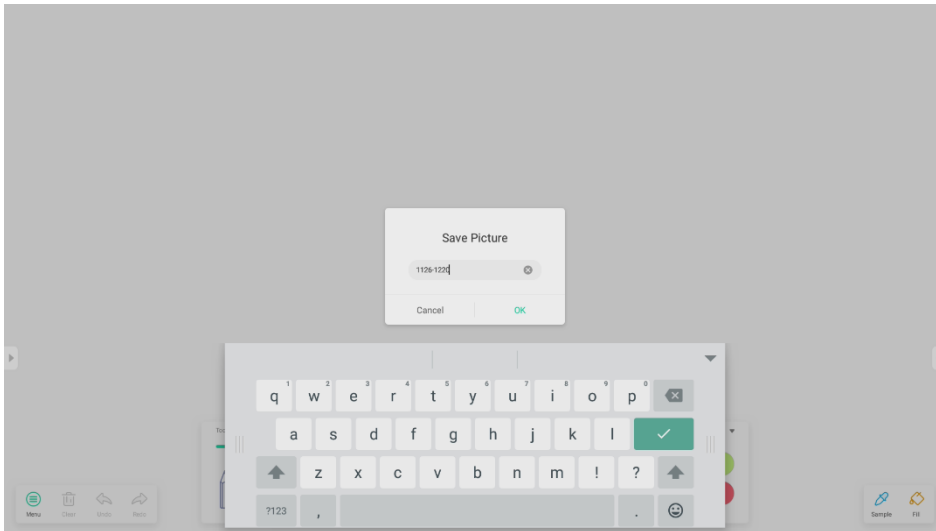 Save Picture
1126-1220
Cancel OK
1 2 3 4 5 6 7 8 9 0
q w e r t y u i o p
a s d f g h j k l
z x c v b n m ! ?
?123 , .
Menu Clear Undo Redo
Sample Fill